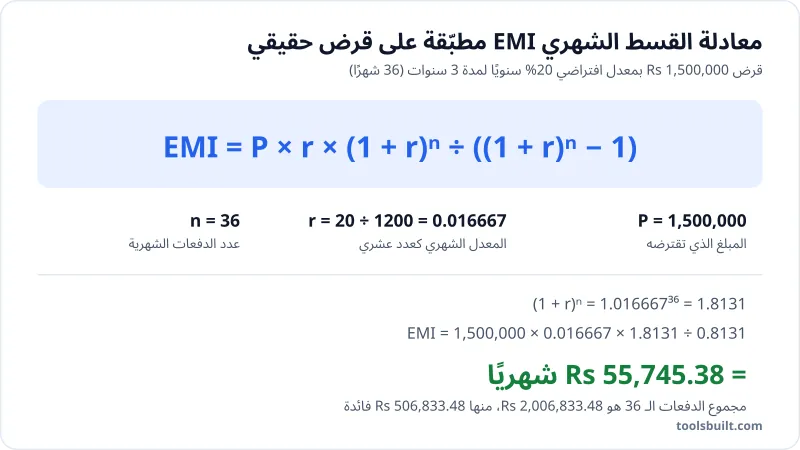 معادلة القسط الشهري EMI مطبّقة على قرض حقيقي
قرض Rs 1,500,000 بمعدل افتراضي 20% سنويًا لمدة 3 سنوات (36 شهرًا)
EMI = P × r × (1 + r)ⁿ ÷ ((1 + r)ⁿ − 1)
P = 1,500,000
المبلغ الذي تقترضه
r = 20 ÷ 1200 = 0.016667
المعدل الشهري كعدد عشري
n = 36
عدد الدفعات الشهرية
(1 + r)ⁿ = 1.016667³⁶ = 1.8131
EMI = 1,500,000 × 0.016667 × 1.8131 ÷ 0.8131
= Rs 55,745.38 شهريًا
مجموع الدفعات الـ 36 هو Rs 2,006,833.48، منها Rs 506,833.48 فائدة
toolsbuilt.com